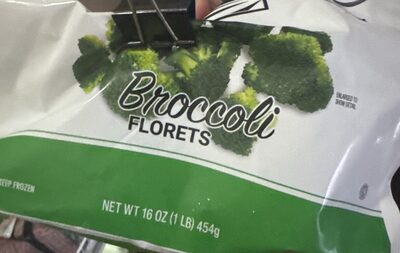 ENLARGED TO
SHOW DETAIL
Broccoli
FLORETS
KEEP FROZEN
NET WT 16 OZ (1 LB) 454g